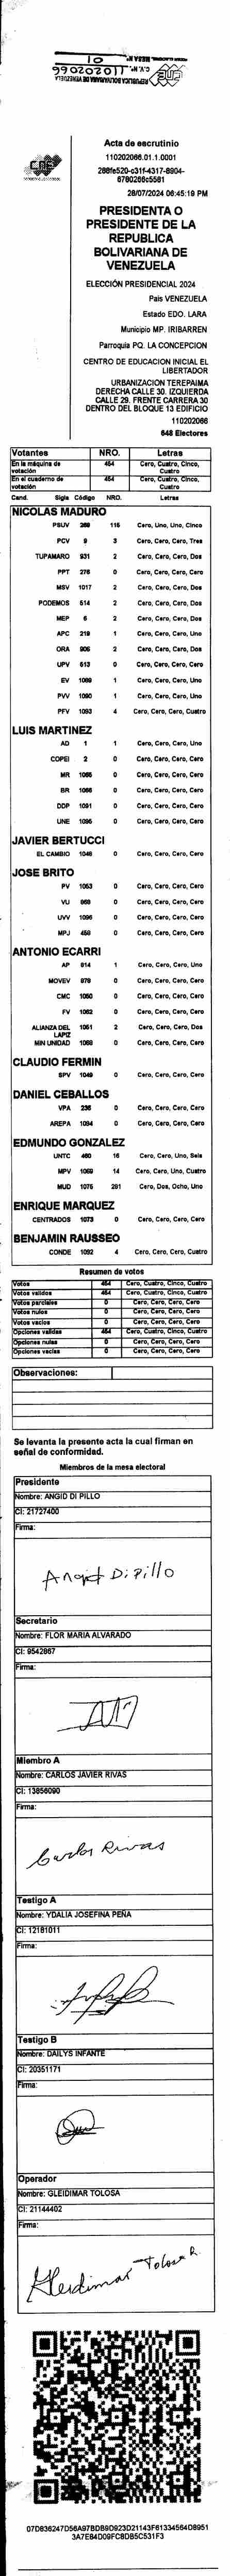 01
C.V. Nº: 110202066
REPUBLICA BOLIVARIANA DE VENEZUELA
CNE
Acta de escrutinio
110202066.01.1.0001
28/07/2024 06:45:19 PM
PRESIDENTA O
PRESIDENTE DE LA
REPUBLICA
BOLIVARIANA DE
VENEZUELA
ELECCIÓN PRESIDENCIAL 2024
Pais VENEZUELA
Estado EDO. LARA
Municipio MP. IRIBARREN
Parroquia PQ. LA CONCEPCION
CENTRO DE EDUCACION INICIAL EL
LIBERTADOR
URBANIZACION TEREPAIMA
DERECHA CALLE 30. IZQUIERDA
CALLE 29. FRENTE CARRERA 30
DENTRO DEL BLOQUE 13 EDIFICIO
110202066
648 Electores
Votantes NRO. Letras
En la máquina de votación 454 Cero, Cuatro, Cinco, Cuatro
En el cuaderno de votación 454 Cero, Cuatro, Cinco, Cuatro
Cand. Sigla Código NRO. Letras
NICOLAS MADURO
PSUV 269 115 Cero, Uno, Uno, Cinco
PCV 9 3 Cero, Cero, Cero, Tres
TUPAMARO 931 2 Cero, Cero, Cero, Dos
PPT 276 0 Cero, Cero, Cero, Cero
MSV 1017 2 Cero, Cero, Cero, Dos
PODEMOS 514 2 Cero, Cero, Cero, Dos
MEP 6 2 Cero, Cero, Cero, Dos
APC 219 1 Cero, Cero, Cero, Uno
ORA 905 2 Cero, Cero, Cero, Dos
UPV 613 0 Cero, Cero, Cero, Cero
EV 1089 1 Cero, Cero, Cero, Uno
PVV 1090 1 Cero, Cero, Cero, Uno
PFV 1093 4 Cero, Cero, Cero, Cuatro
LUIS MARTINEZ
AD 1 1 Cero, Cero, Cero, Uno
COPEI 2 0 Cero, Cero, Cero, Cero
MR 1065 0 Cero, Cero, Cero, Cero
BR 1066 0 Cero, Cero, Cero, Cero
DDP 1091 0 Cero, Cero, Cero, Cero
UNE 1095 0 Cero, Cero, Cero, Cero
JAVIER BERTUCCI
EL CAMBIO 1046 0 Cero, Cero, Cero, Cero
JOSE BRITO
PV 1053 0 Cero, Cero, Cero, Cero
VU 969 0 Cero, Cero, Cero, Cero
UVV 1096 0 Cero, Cero, Cero, Cero
MPJ 459 0 Cero, Cero, Cero, Cero
ANTONIO ECARRI
AP 814 1 Cero, Cero, Cero, Uno
MOVEV 979 0 Cero, Cero, Cero, Cero
CMC 1050 0 Cero, Cero, Cero, Cero
FV 1062 0 Cero, Cero, Cero, Cero
ALIANZA DEL LAPIZ 1051 2 Cero, Cero, Cero, Dos
MIN UNIDAD 1069 0 Cero, Cero, Cero, Cero
CLAUDIO FERMIN
SPV 1049 0 Cero, Cero, Cero, Cero
DANIEL CEBALLOS
VPA 236 0 Cero, Cero, Cero, Cero
AREPA 1094 0 Cero, Cero, Cero, Cero
EDMUNDO GONZALEZ
UNTC 460 16 Cero, Cero, Uno, Seis
MPV 1069 14 Cero, Cero, Uno, Cuatro
MUD 1075 281 Cero, Dos, Ocho, Uno
ENRIQUE MARQUEZ
CENTRADOS 1073 0 Cero, Cero, Cero, Cero
BENJAMIN RAUSSEO
CONDE 1092 4 Cero, Cero, Cero, Cuatro
Resumen de votos
Votos 454 Cero, Cuatro, Cinco, Cuatro
Votos validos 454 Cero, Cuatro, Cinco, Cuatro
Votos parciales 0 Cero, Cero, Cero, Cero
Votos nulos 0 Cero, Cero, Cero, Cero
Votos vacios 0 Cero, Cero, Cero, Cero
Opciones validas 454 Cero, Cuatro, Cinco, Cuatro
Opciones nulas 0 Cero, Cero, Cero, Cero
Opciones vacias 0 Cero, Cero, Cero, Cero
Observaciones:
Se levanta la presente acta la cual firman en
señal de conformidad.
Miembros de la mesa electoral
Presidente
Nombre: ANGID DI PILLO
CI: 21727400
Firma:
Angid Di Pillo
Secretario
Nombre: FLOR MARIA ALVARADO
CI: 9542867
Firma:
Miembro A
Nombre: CARLOS JAVIER RIVAS
CI: 13856090
Firma:
Carlos Rivas
Testigo A
Nombre: YDALIA JOSEFINA PEÑA
CI: 12181011
Firma:
Testigo B
Nombre: DAILYS INFANTE
CI: 20351171
Firma:
Operador
Nombre: GLEIDIMAR TOLOSA
CI: 21144402
Firma:
Gleidimar Tolosa R.
07D836247D56A97BDB9D923D21143F61334564D8951
3A7E84D09FC8DB5C531F3